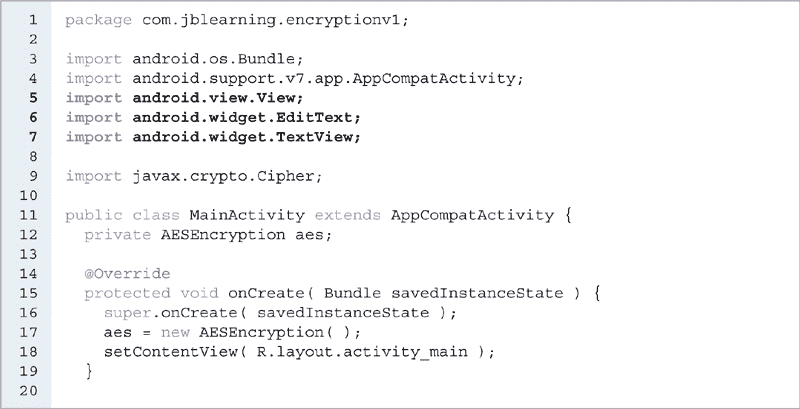 1 package com.jblearning.encryptionv1;
2
3 import android.os.Bundle;
4 import android.support.v7.app.AppCompatActivity;
5 import android.view.View;
6 import android.widget.EditText;
7 import android.widget.TextView;
8
9 import javax.crypto.Cipher;
10
11 public class MainActivity extends AppCompatActivity {
12   private AESEncryption aes;
13
14   @Override
15   protected void onCreate( Bundle savedInstanceState ) {
16     super.onCreate( savedInstanceState );
17     aes = new AESEncryption( );
18     setContentView( R.layout.activity_main );
19   }
20